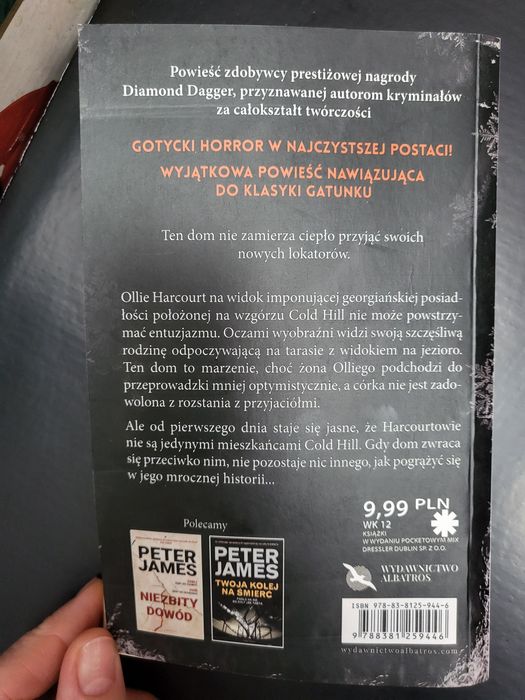 Powieść zdobywcy prestiżowej nagrody
Diamond Dagger, przyznawanej autorom kryminałów
za całokształt twórczości
GOTYCKI HORROR W NAJCZYSTSZEJ POSTACI!
WYJĄTKOWA POWIEŚĆ NAWIĄZUJĄCA
DO KLASYKI GATUNKU
Ten dom nie zamierza ciepło przyjąć swoich
nowych lokatorów.
Ollie Harcourt na widok imponującej georgiańskiej posiad-
łości położonej na wzgórzu Cold Hill nie może powstrzy-
mać entuzjazmu. Oczami wyobraźni widzi swoją szczęśliwą
rodzinę odpoczywającą na tarasie z widokiem na jezioro.
Ten dom to marzenie, choć żona Olliego podchodzi do
przeprowadzki mniej optymistycznie, a córka nie jest zado-
wolona z rozstania z przyjaciółmi.
Ale od pierwszego dnia staje się jasne, że Harcourtowie
nie są jedynymi mieszkańcami Cold Hill. Gdy dom zwraca
się przeciwko nim, nie pozostaje nic innego, jak pogrążyć się
w jego mrocznej historii...
Polecamy
PETER
JAMES
NIEZBITY
DOWÓD
PETER
JAMES
TWOJA KOLEJ
NA ŚMIERĆ
9,99 PLN
WK 12
KSIĄŻKI
W WYDANIU POCKETOWYM MIX
DRESSLER DUBLIN SP. Z O.O.
WYDAWNICTWO
ALBATROS
ISBN 978-83-8125-944-6
9 788381 259446
wydawnictwoalbatros.com